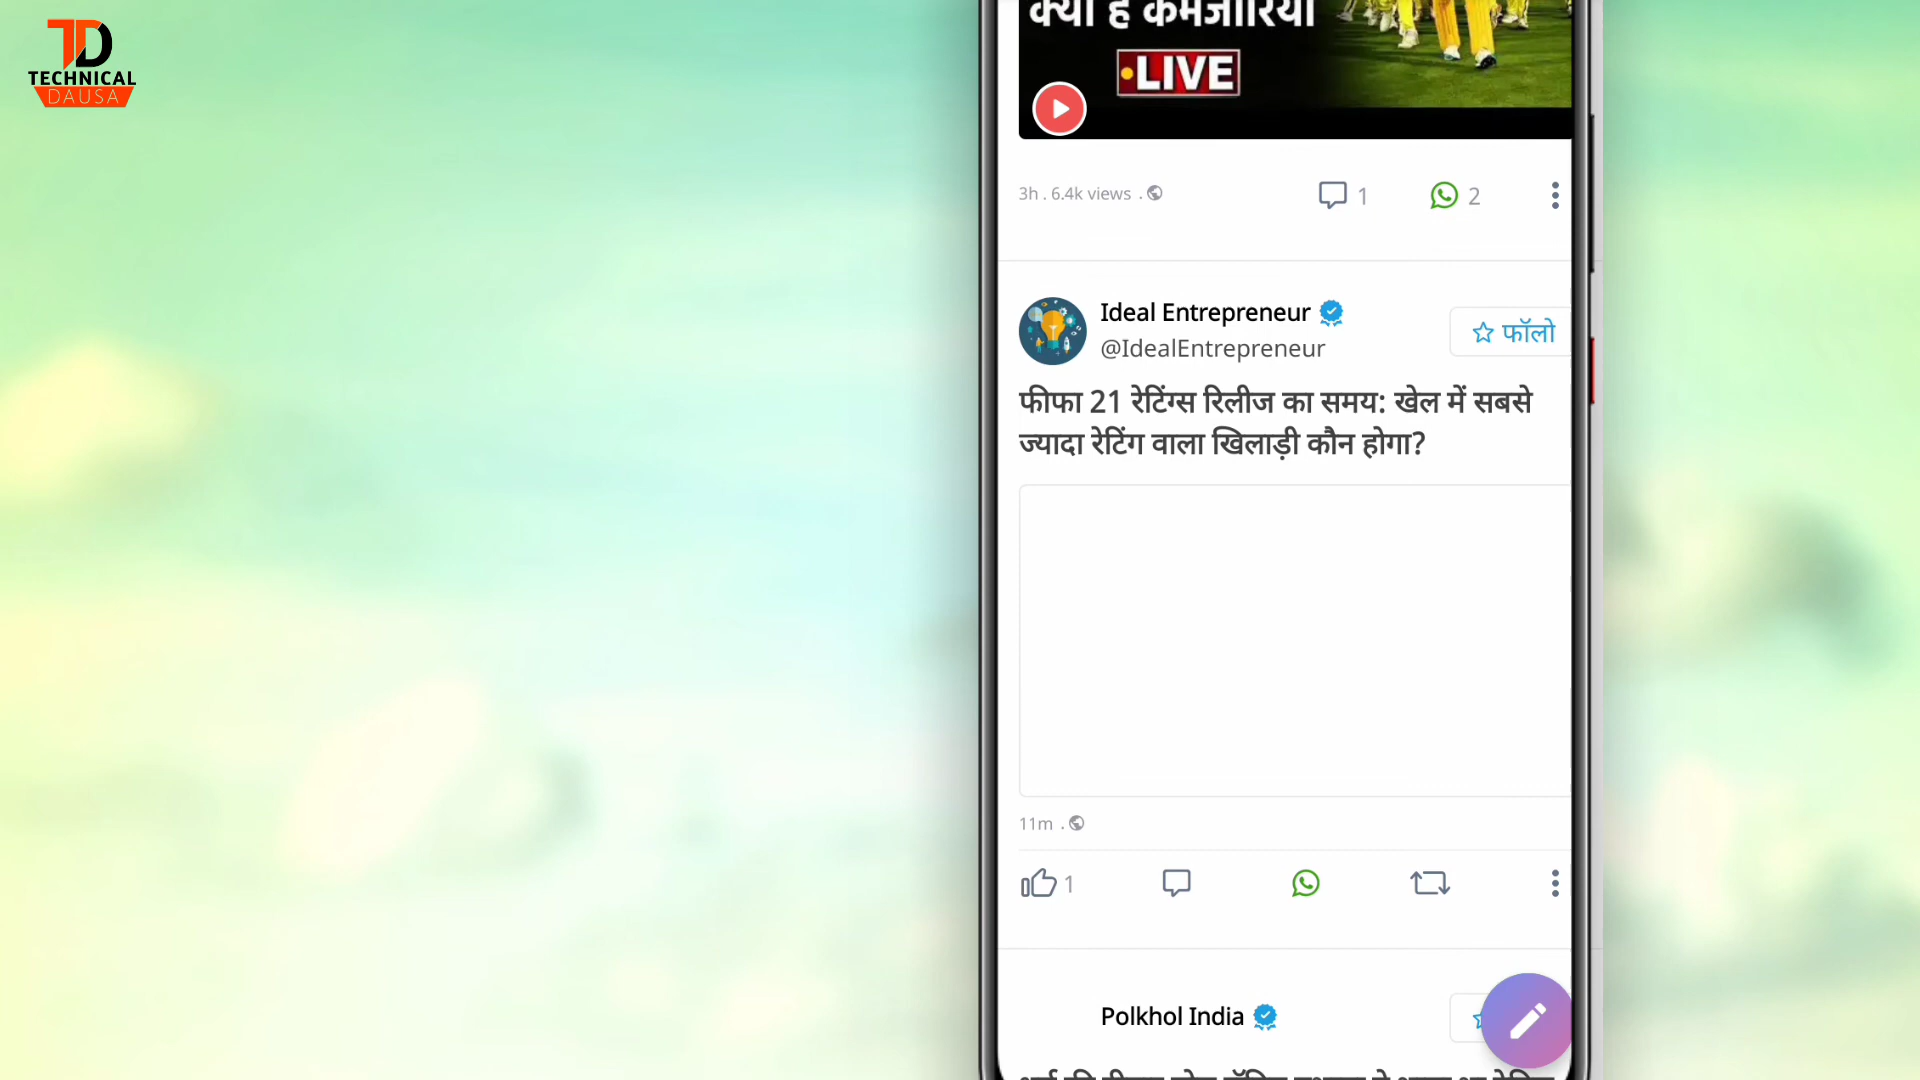 TD
TECHNICAL
DAUSA
क्या है कमजोरियां
LIVE
3h . 6.4k views .
1
2
Ideal Entrepreneur
@IdealEntrepreneur
फॉलो
फीफा 21 रेटिंग्स रिलीज का समय: खेल में सबसे
ज्यादा रेटिंग वाला खिलाड़ी कौन होगा?
11m .
1
Polkhol India